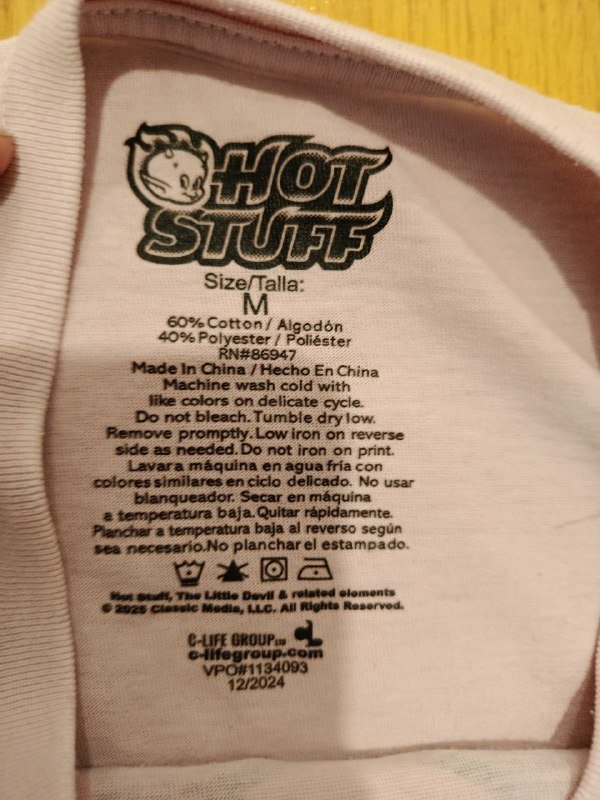 HOT
STUFF
Size/Talla:
M
60% Cotton / Algodón
40% Polyester / Poliéster
RN#86947
Made In China / Hecho En China
Machine wash cold with
like colors on delicate cycle.
Do not bleach. Tumble dry low.
Remove promptly. Low iron on reverse
side as needed. Do not iron on print.
Lavar a máquina en agua fría con
colores similares en ciclo delicado. No usar
blanqueador. Secar en máquina
a temperatura baja. Quitar rápidamente.
Planchar a temperatura baja al reverso según
sea necesario. No planchar el estampado.
Hot Stuff, The Little Devil & related elements
© 2025 Classic Media, LLC. All Rights Reserved.
C-LIFE GROUP LTD
c-lifegroup.com
VPO#1134093
12/2024